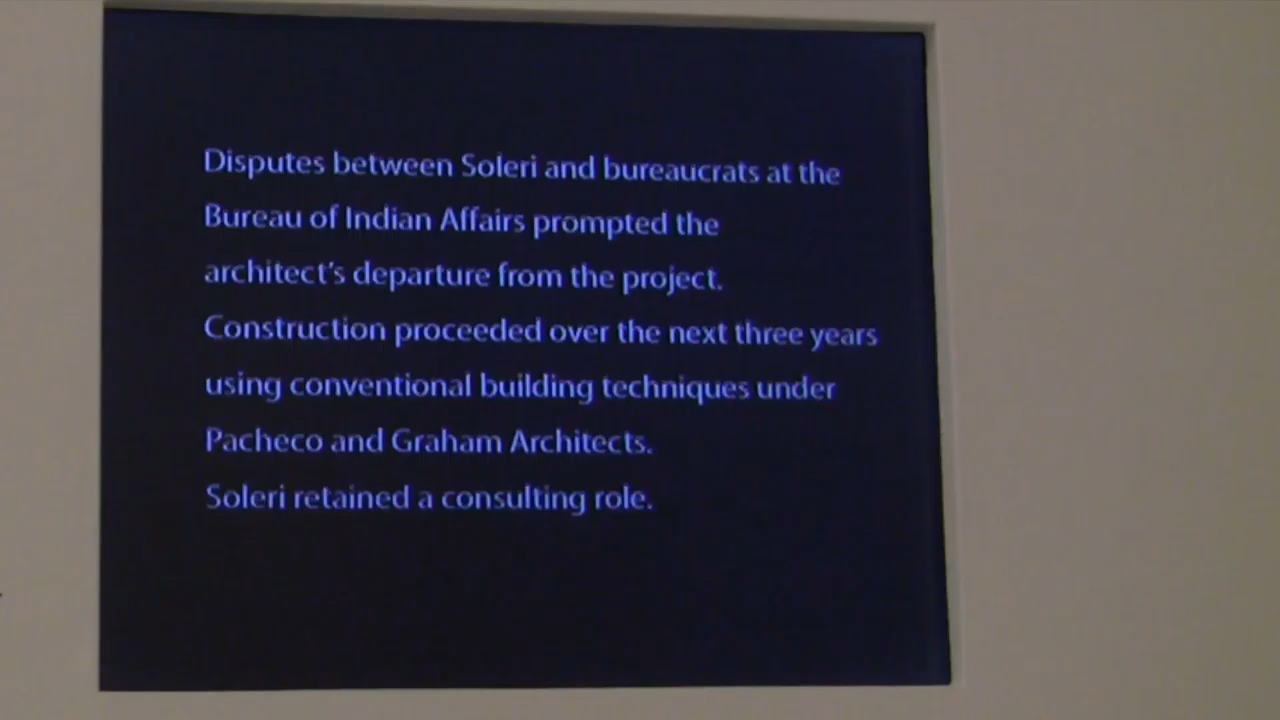 Disputes between Soleri and bureaucrats at the
Bureau of Indian Affairs prompted the
architect's departure from the project.
Construction proceeded over the next three years
using conventional building techniques under
Pacheco and Graham Architects.
Soleri retained a consulting role.